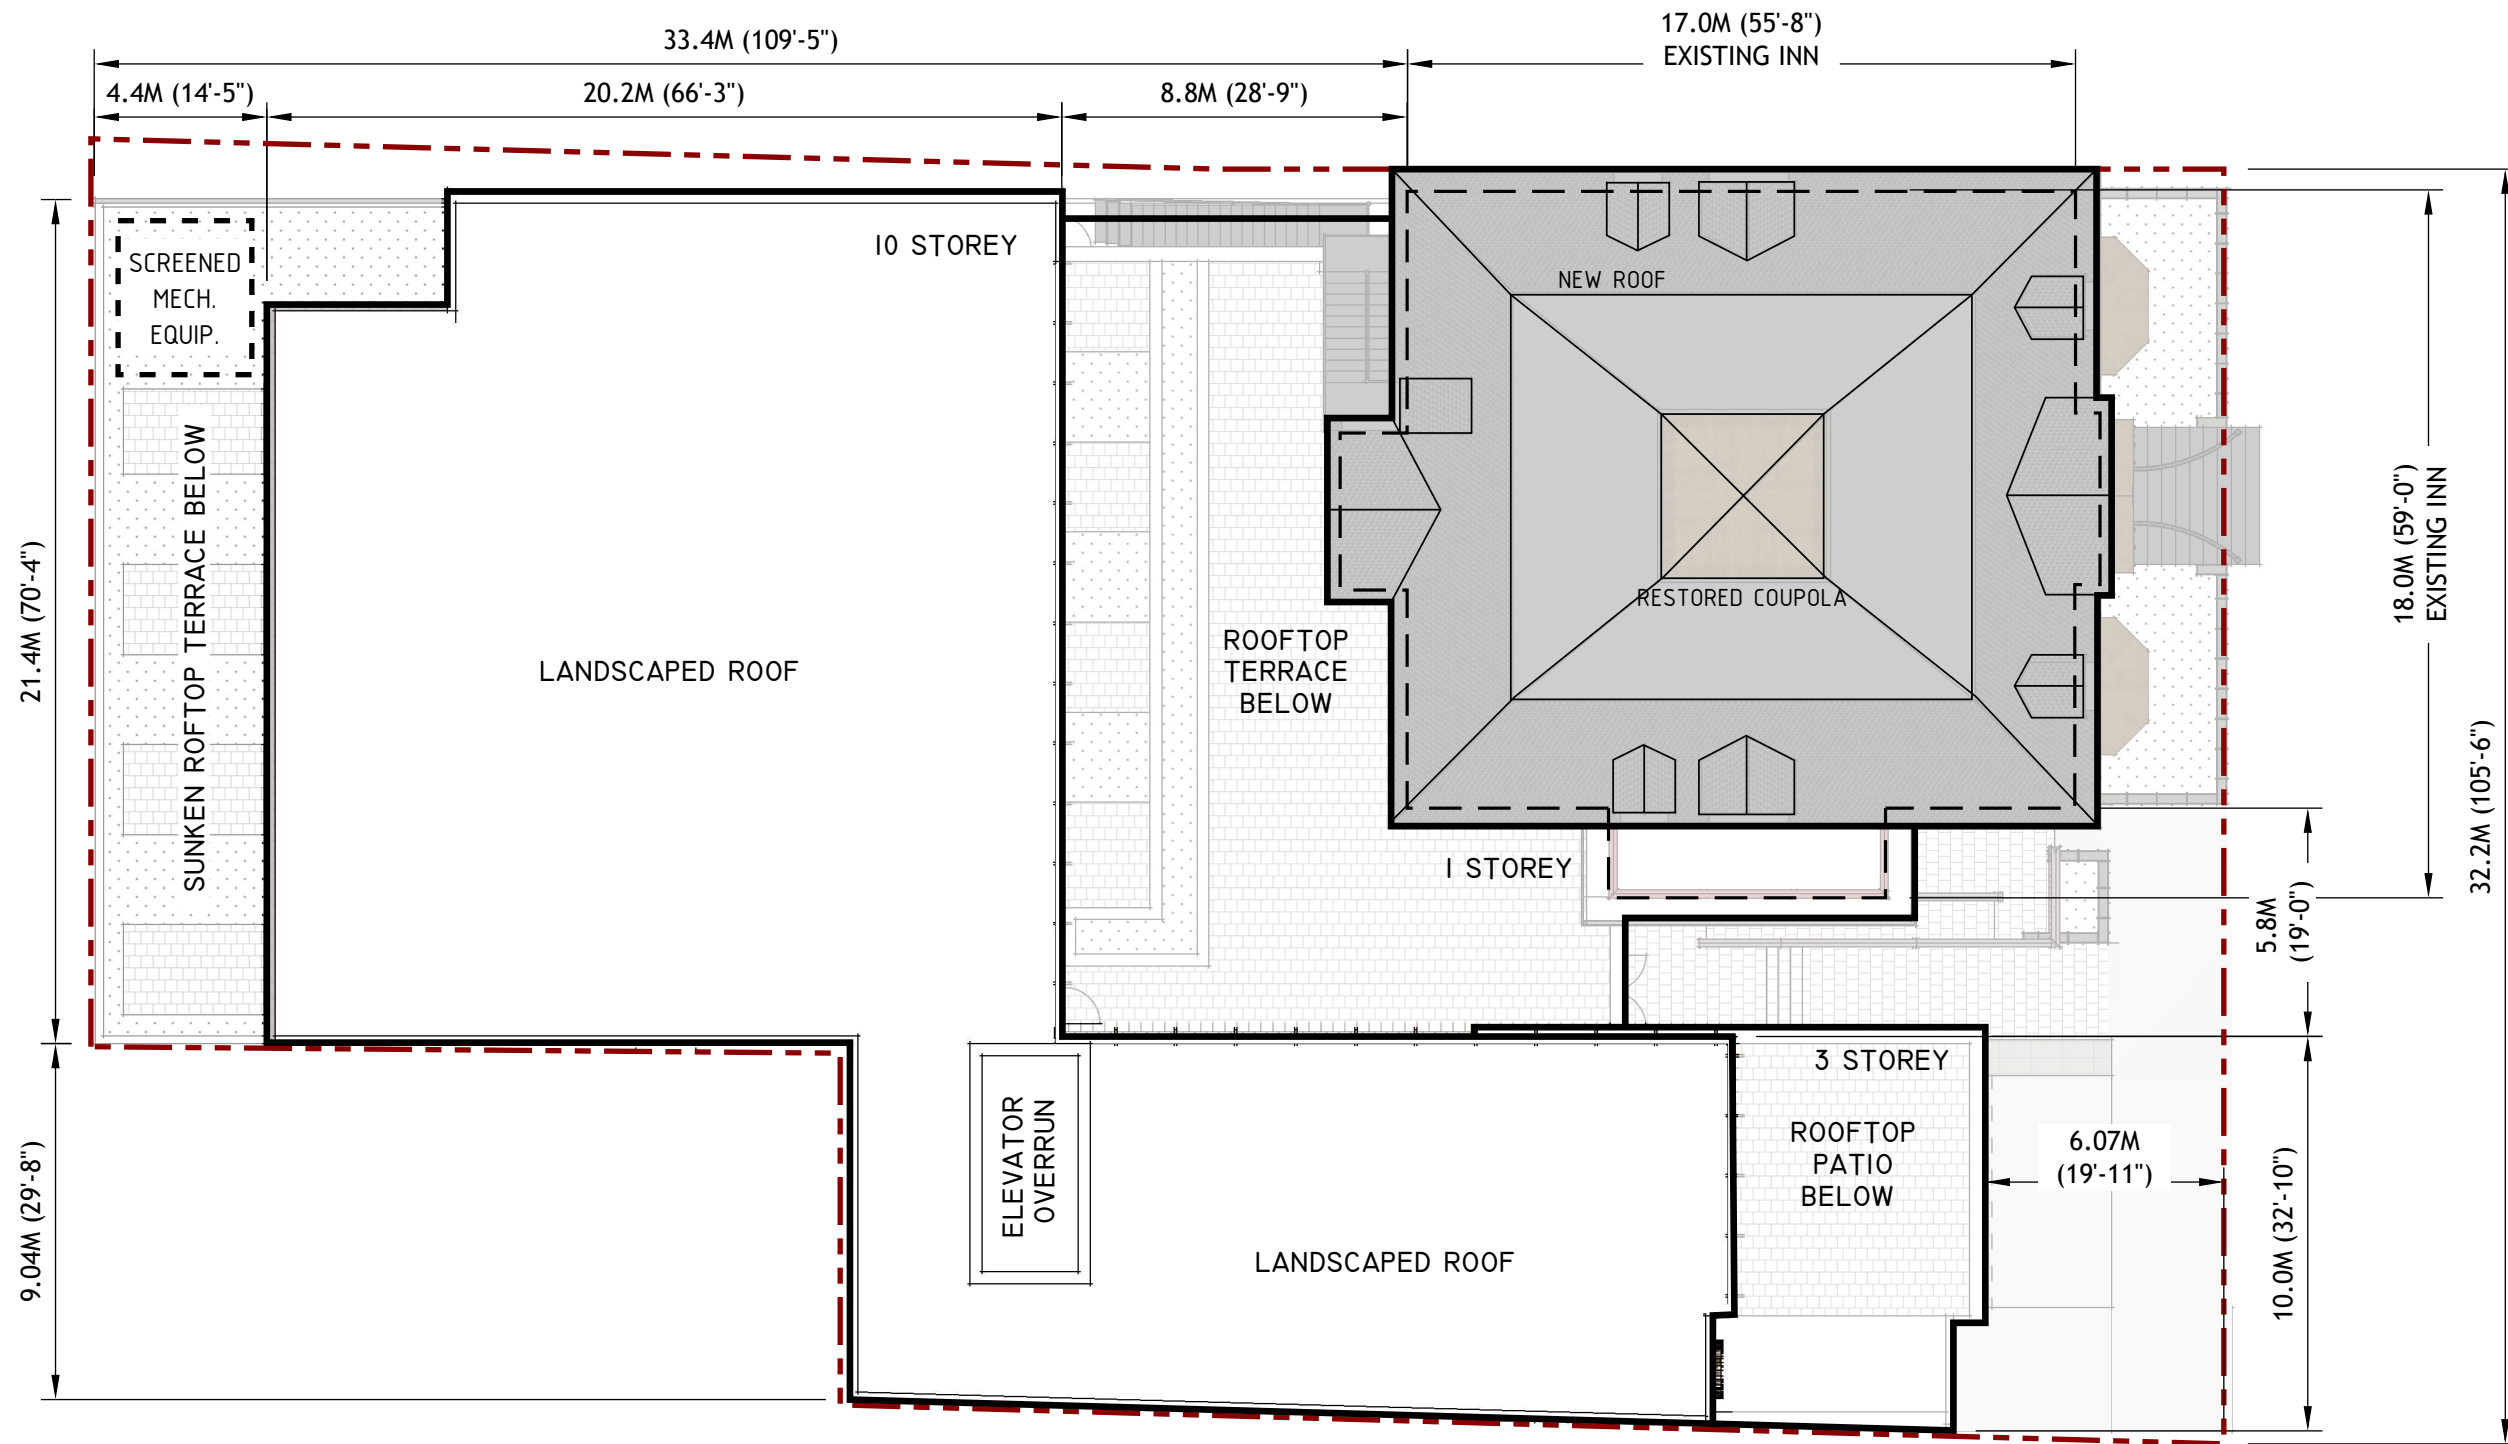 33.4M (109'-5")
17.0M (55'-8")
EXISTING INN
4.4M (14'-5")
20.2M (66'-3")
8.8M (28'-9")
10 STOREY
SCREENED
MECH.
EQUIP.
NEW ROOF
SUNKEN ROFTOP TERRACE BELOW
21.4M (70'-4")
LANDSCAPED ROOF
ROOFTOP
TERRACE
BELOW
RESTORED COUPOLA
18.0M (59'-0")
EXISTING INN
32.2M (105'-6")
1 STOREY
5.8M
(19'-0")
3 STOREY
ROOFTOP
PATIO
BELOW
6.07M
(19'-11")
10.0M (32'-10")
ELEVATOR
OVERRUN
LANDSCAPED ROOF
9.04M (29'-8")